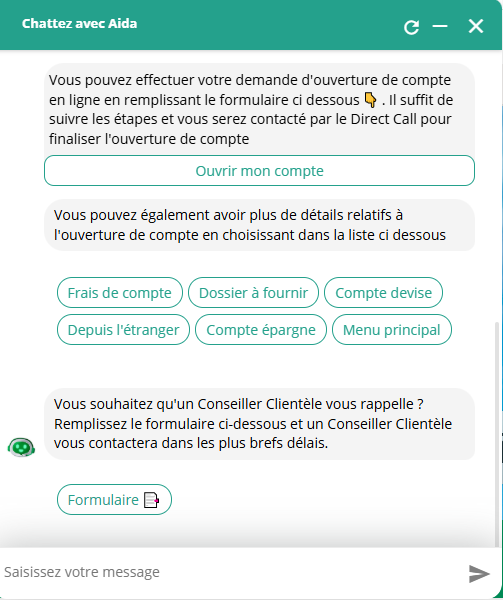 Chattez avec Aida
Vous pouvez effectuer votre demande d'ouverture de compte
en ligne en remplissant le formulaire ci dessous 👇 . Il suffit de
suivre les étapes et vous serez contacté par le Direct Call pour
finaliser l'ouverture de compte
Ouvrir mon compte
Vous pouvez également avoir plus de détails relatifs à
l'ouverture de compte en choisissant dans la liste ci dessous
Frais de compte
Dossier à fournir
Compte devise
Depuis l'étranger
Compte épargne
Menu principal
Vous souhaitez qu'un Conseiller Clientèle vous rappelle ?
Remplissez le formulaire ci-dessous et un Conseiller Clientèle
vous contactera dans les plus brefs délais.
Formulaire 📑
Saisissez votre message